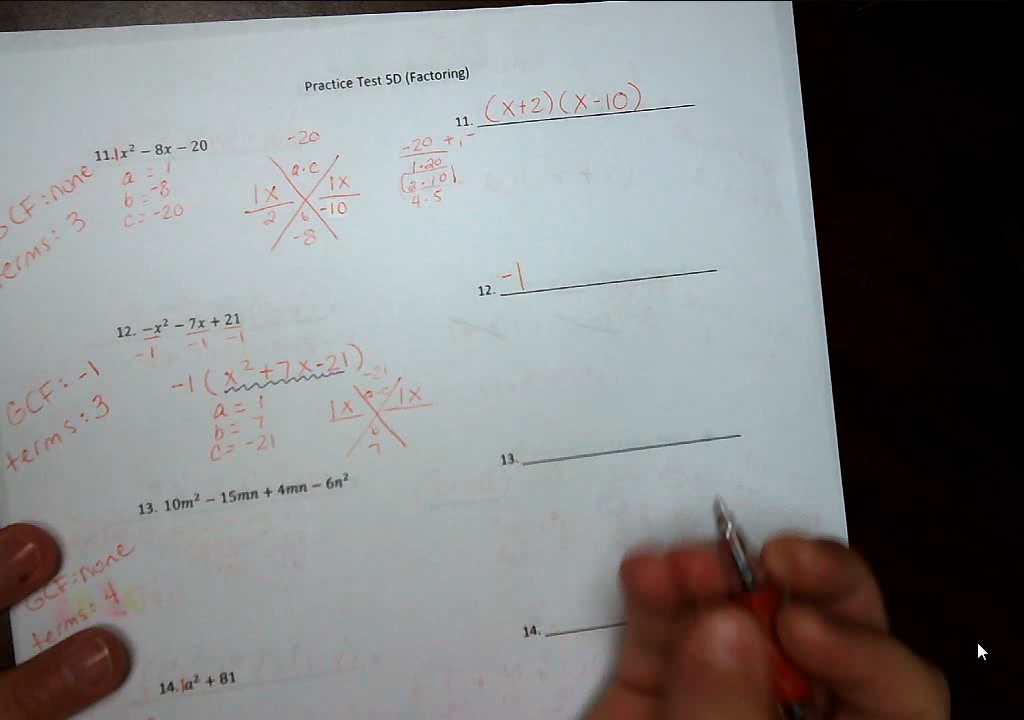 Practice Test 5D (Factoring)
11. (x+2)(x-10)
11. 1x² – 8x – 20
GCF: none
terms: 3
a = 1
b = -8
c = -20
-20
a·c
1x 1x
2 b -10
-8
-20 +, -
1·20
2·10
4·5
12. -1
12. –x² – 7x + 21
-1 -1 -1
GCF: -1
terms: 3
-1 (x² + 7x - 21)
a = 1
b = 7
c = -21
-21
1x 1x
b
7
13.
13. 10m² – 15mn + 4mn – 6n²
GCF: none
terms: 4
14.
14. 1a² + 81